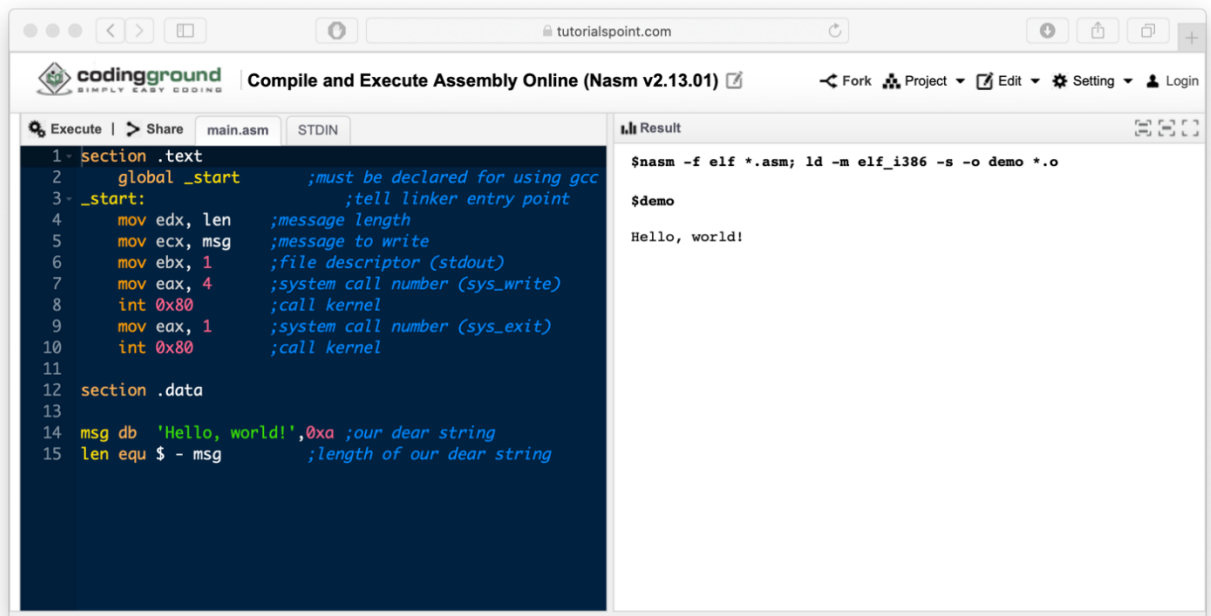 tutorialspoint.com
codingground
SIMPLY EASY CODING
Compile and Execute Assembly Online (Nasm v2.13.01)
Fork Project Edit Setting Login
Execute | Share main.asm STDIN
Result
1 section .text
2 global _start ;must be declared for using gcc
3 _start: ;tell linker entry point
4 mov edx, len ;message length
5 mov ecx, msg ;message to write
6 mov ebx, 1 ;file descriptor (stdout)
7 mov eax, 4 ;system call number (sys_write)
8 int 0x80 ;call kernel
9 mov eax, 1 ;system call number (sys_exit)
10 int 0x80 ;call kernel
11
12 section .data
13
14 msg db 'Hello, world!',0xa ;our dear string
15 len equ $ - msg ;length of our dear string
$nasm -f elf *.asm; ld -m elf_i386 -s -o demo *.o
$demo
Hello, world!